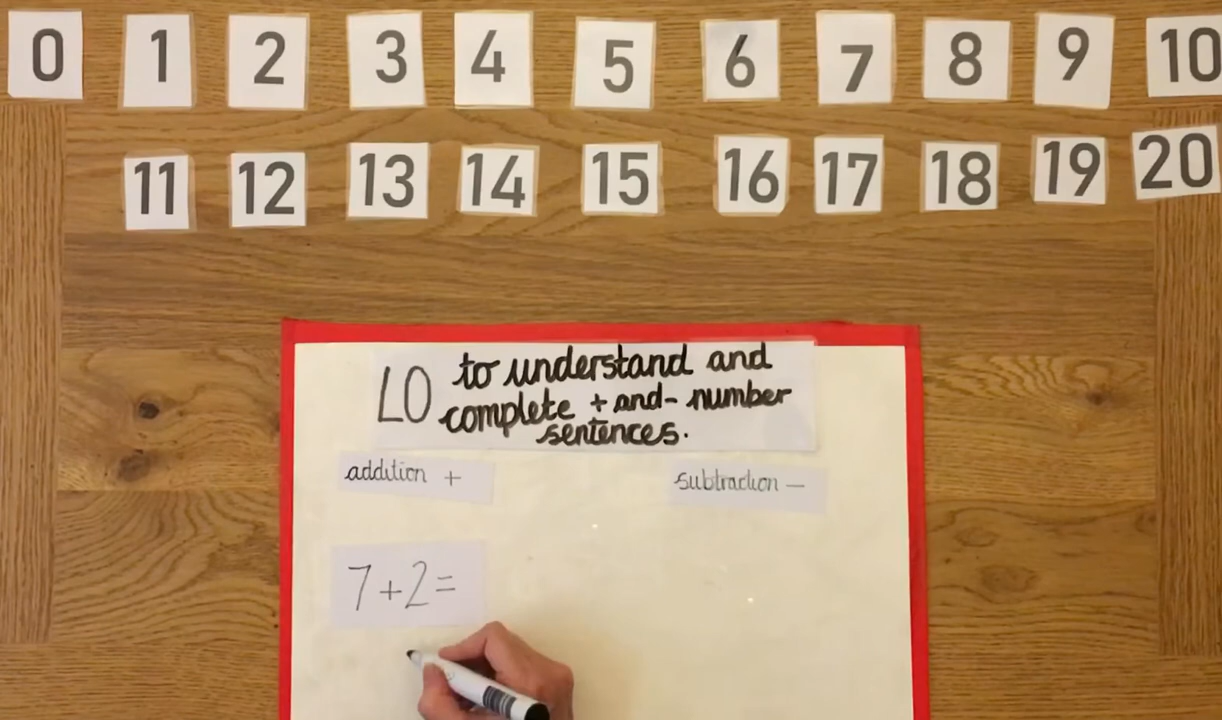 0 1 2 3 4 5 6 7 8 9 10
11 12 13 14 15 16 17 18 19 20
LO to understand and
complete + and - number
sentences.
addition + subtraction -
7+2=